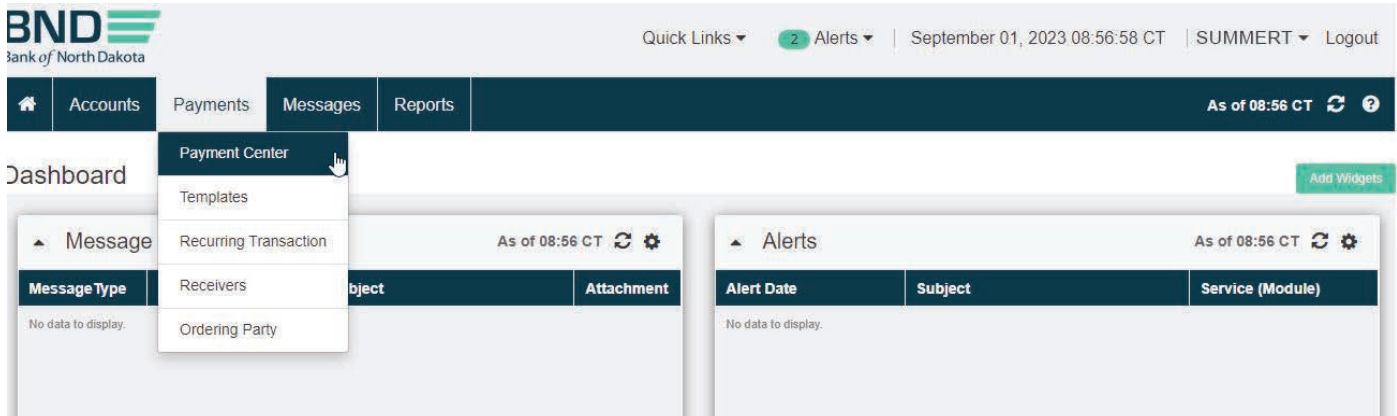 BND
Bank of North Dakota
Quick Links 2 Alerts September 01, 2023 08:56:58 CT SUMMERT Logout
Accounts Payments Messages Reports As of 08:56 CT
Payment Center
Dashboard
Add Widgets
Templates
Message As of 08:56 CT
Recurring Transaction
Alerts As of 08:56 CT
Message Type bject Attachment
Receivers
Alert Date Subject Service (Module)
No data to display.
Ordering Party
No data to display.